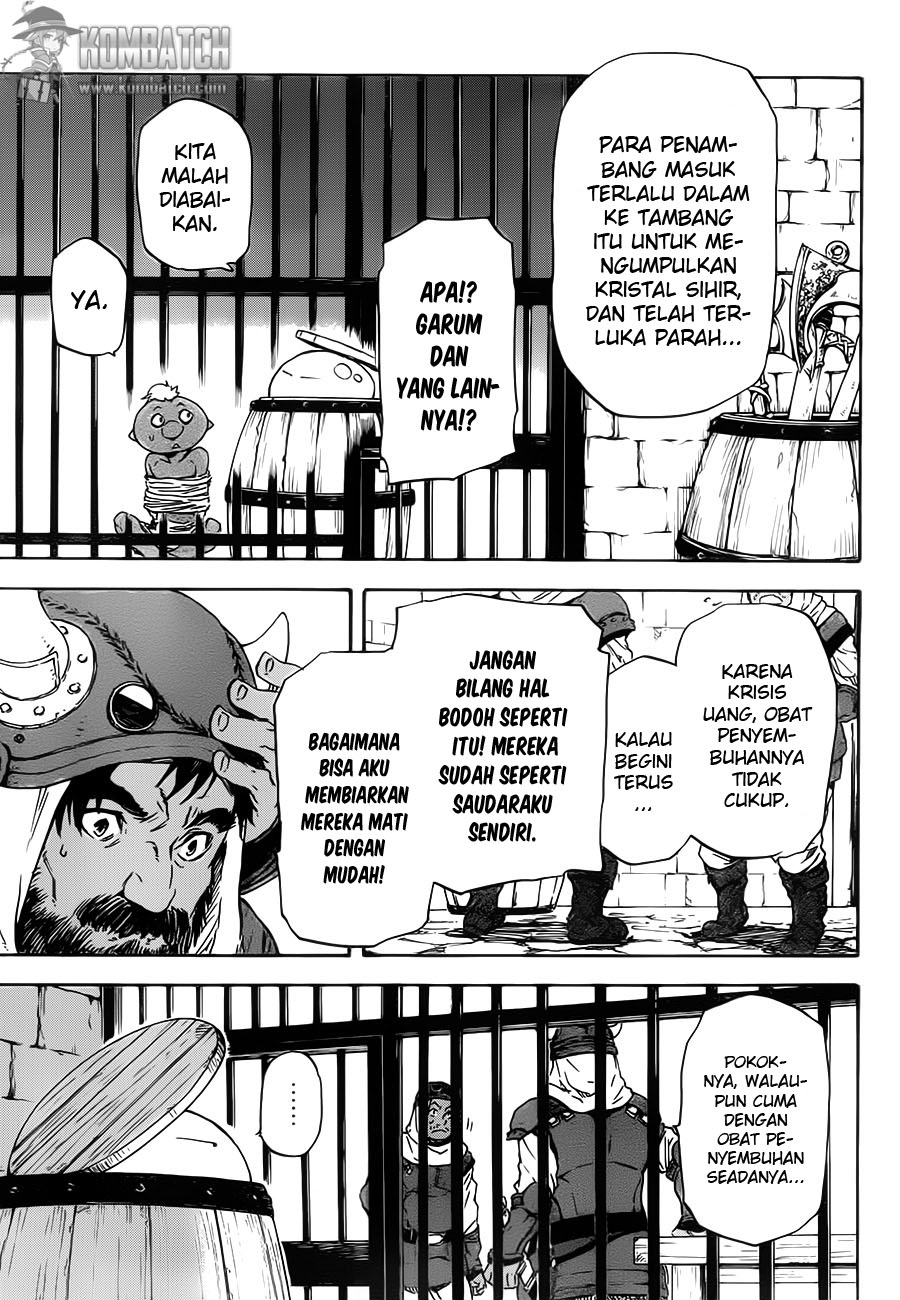 KOMBATCH
www.kombatch.com
PARA PENAM-
BANG MASUK
TERLALU DALAM
KE TAMBANG
ITU UNTUK ME-
NGUMPULKAN
KRISTAL SIHIR,
DAN TELAH TER-
LUKA PARAH...
APA!?
GARUM
DAN
YANG LAIN-
NYA!?
KITA
MALAH
DIABAI-
KAN.
YA.
KARENA
KRISIS
UANG, OBAT
PENYEM-
BUHANNYA
TIDAK
CUKUP.
KALAU
BEGINI
TERUS
...
JANGAN
BILANG HAL
BODOH SEPERTI
ITU! MEREKA
SUDAH SEPERTI
SAUDARAKU
SENDIRI.
BAGAIMANA
BISA AKU
MEMBIARKAN
MEREKA MATI
DENGAN
MUDAH!
POKOK-
NYA, WALAU-
PUN CUMA
DENGAN
OBAT PE-
NYEMBUHAN
SEADANYA...
......